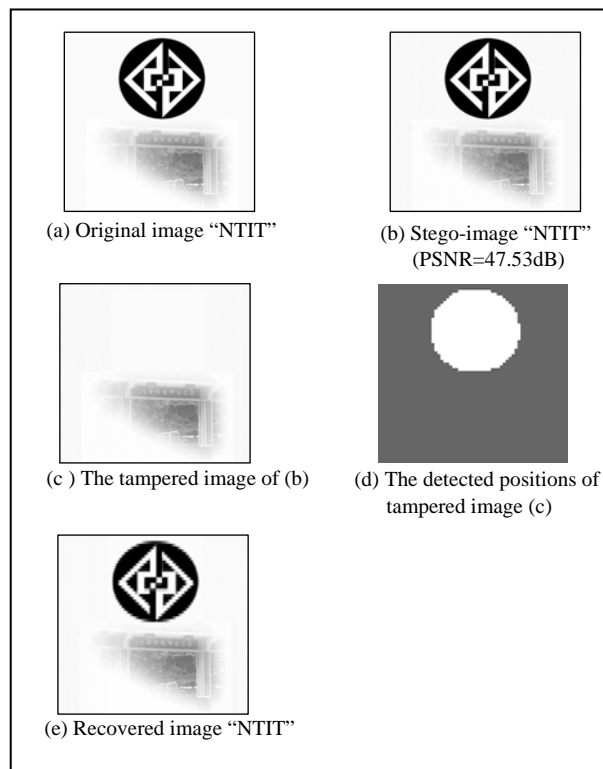 (a) Original image “NTIT”
(b) Stego-image “NTIT”
(PSNR=47.53dB)
(c ) The tampered image of (b)
(d) The detected positions of
tampered image (c)
(e) Recovered image “NTIT”